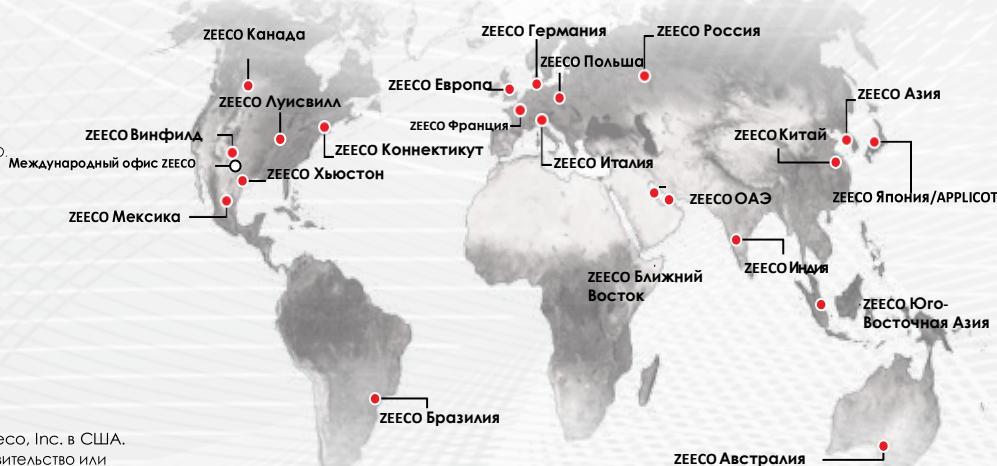 ZEECO Канада
ZEECO Германия
ZEECO Россия
ZEECO Польша
ZEECO Европа
ZEECO Азия
ZEECO Луисвилл
ZEECO Франция
ZEECO Винфилд
ZEECO Китай
ZEECO Коннектикут
Международный офис ZEECO
ZEECO Италия
ZEECO Хьюстон
ZEECO ОАЭ
ZEECO Япония/APPLICOT
ZEECO Мексика
ZEECO Индия
ZEECO Ближний
Восток
ZEECO Юго-
Восточная Азия
ZEECO Бразилия
Inc. в США.
или
ZEECO Австралия